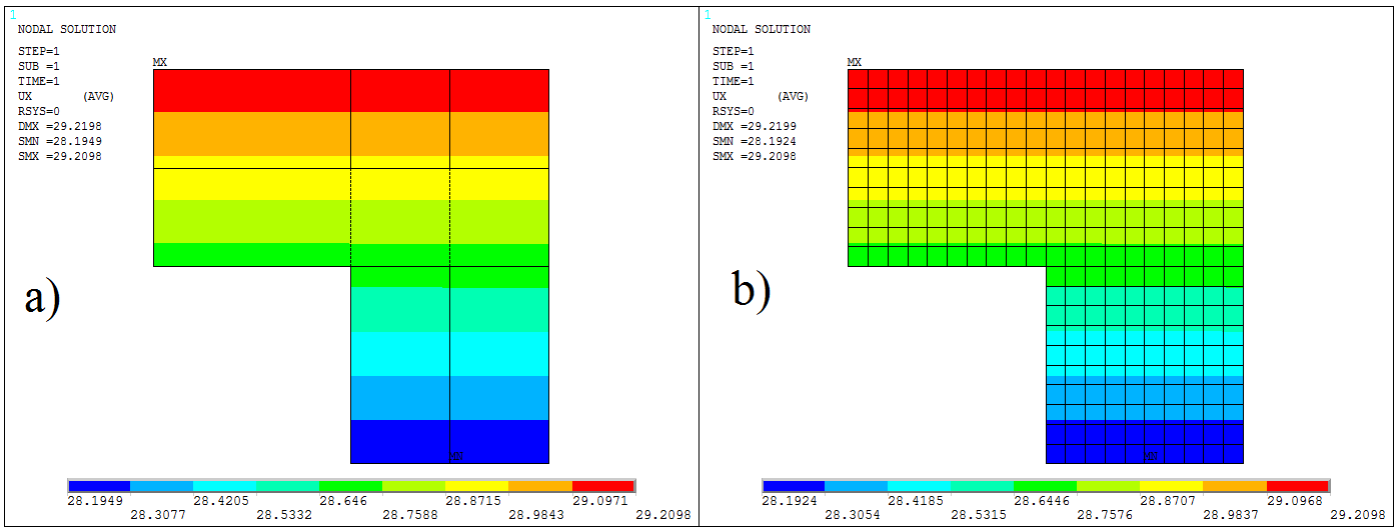 1
NODAL SOLUTION
STEP=1
SUB =1
TIME=1
UX (AVG)
RSYS=0
DMX =29.2198
SMN =28.1949
SMX =29.2098
MX
a)
MN
28.1949 28.4205 28.646 28.8715 29.0971
28.3077 28.5332 28.7588 28.9843 29.2098
1
NODAL SOLUTION
STEP=1
SUB =1
TIME=1
UX (AVG)
RSYS=0
DMX =29.2199
SMN =28.1924
SMX =29.2098
MX
b)
MN
28.1924 28.4185 28.6446 28.8707 29.0968
28.3054 28.5315 28.7576 28.9837 29.2098